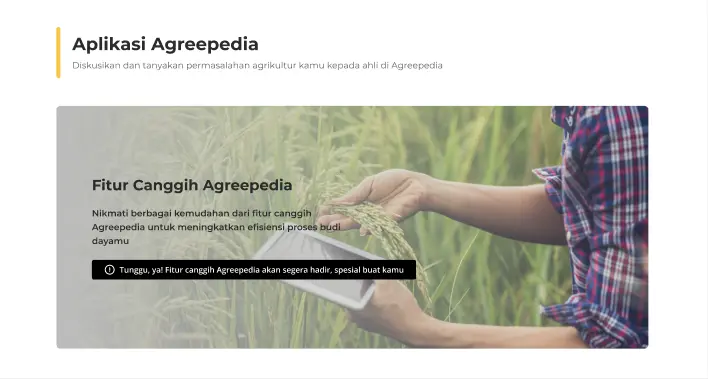 Aplikasi Agreepedia
Diskusikan dan tanyakan permasalahan agrikultur kamu kepada ahli di Agreepedia
Fitur Canggih Agreepedia
Nikmati berbagai kemudahan dari fitur canggih
Agreepedia untuk meningkatkan efisiensi proses budi
dayamu
Tunggu, ya! Fitur canggih Agreepedia akan segera hadir, spesial buat kamu